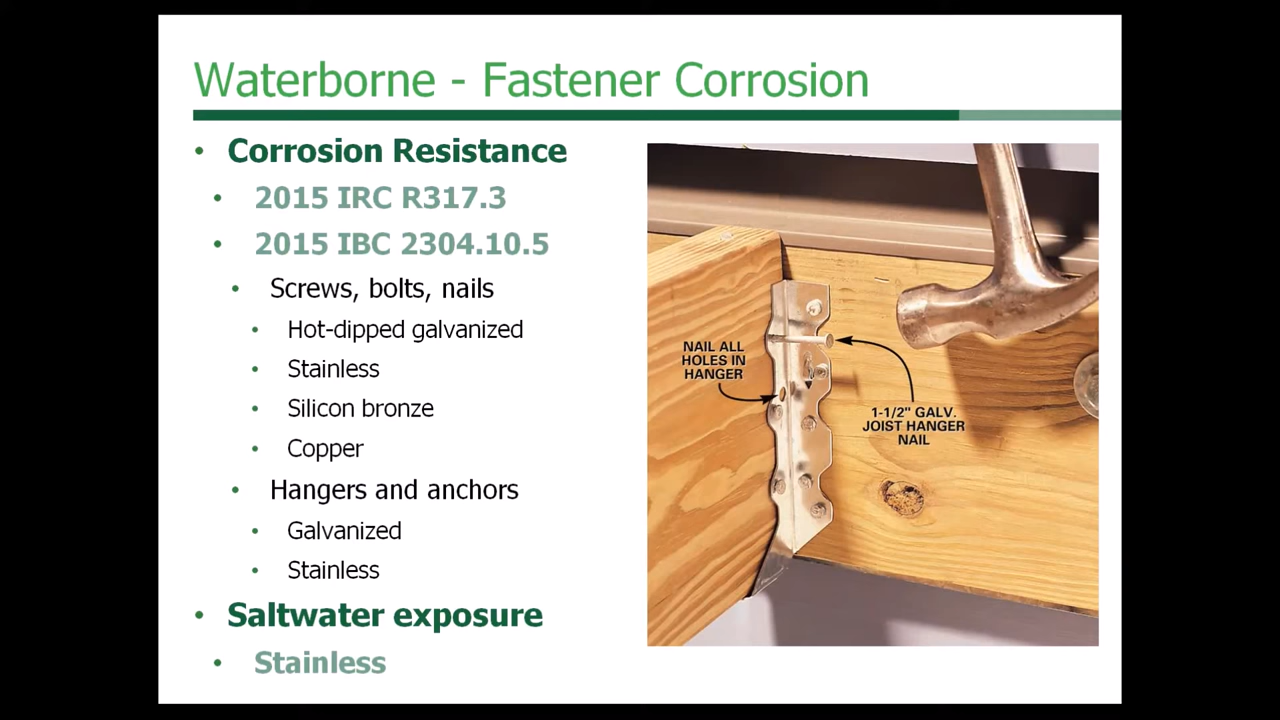 Waterborne - Fastener Corrosion
• Corrosion Resistance
• 2015 IRC R317.3
• 2015 IBC 2304.10.5
• Screws, bolts, nails
• Hot-dipped galvanized
• Stainless
• Silicon bronze
• Copper
• Hangers and anchors
• Galvanized
• Stainless
• Saltwater exposure
• Stainless
NAIL ALL
HOLES IN
HANGER
1-1/2" GALV.
JOIST HANGER
NAIL